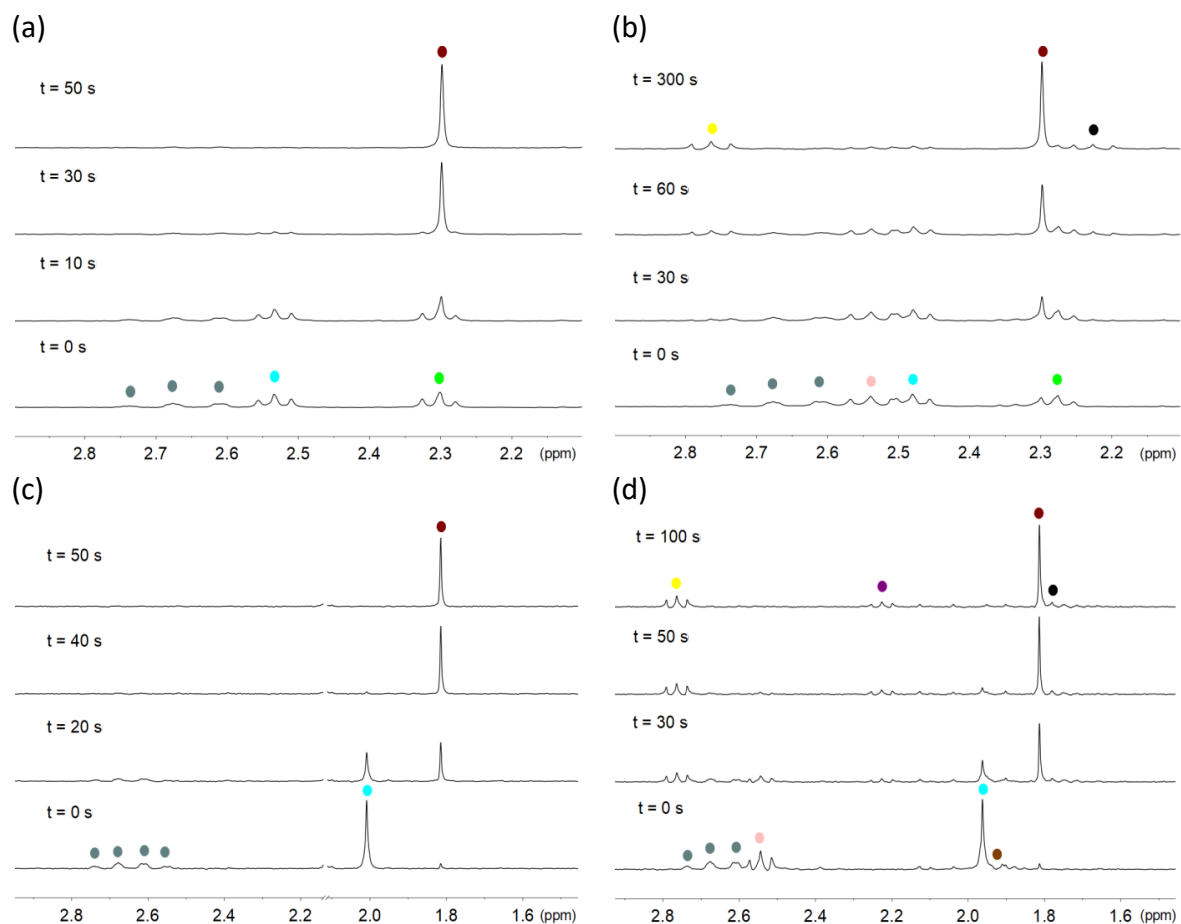 (a)
t = 50 s
t = 30 s
t = 10 s
t = 0 s
2.8 2.7 2.6 2.5 2.4 2.3 2.2 (ppm)
(b)
t = 300 s
t = 60 s
t = 30 s
t = 0 s
2.8 2.7 2.6 2.5 2.4 2.3 2.2 (ppm)
(c)
t = 50 s
t = 40 s
t = 20 s
t = 0 s
2.8 2.6 2.4 2.2 2.0 1.8 1.6 (ppm)
(d)
t = 100 s
t = 50 s
t = 30 s
t = 0 s
2.8 2.6 2.4 2.2 2.0 1.8 1.6 (ppm)